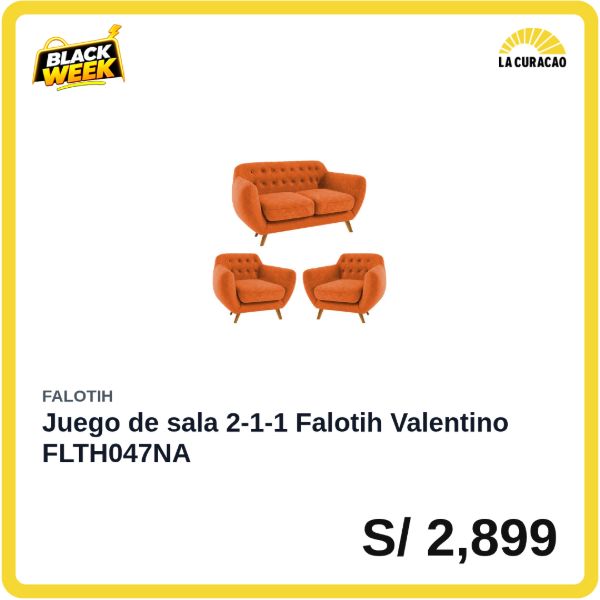 BLACK
WEEK
LA CURACAO
FALOTIH
Juego de sala 2-1-1 Falotih Valentino
FLTH047NA
S/ 2,899